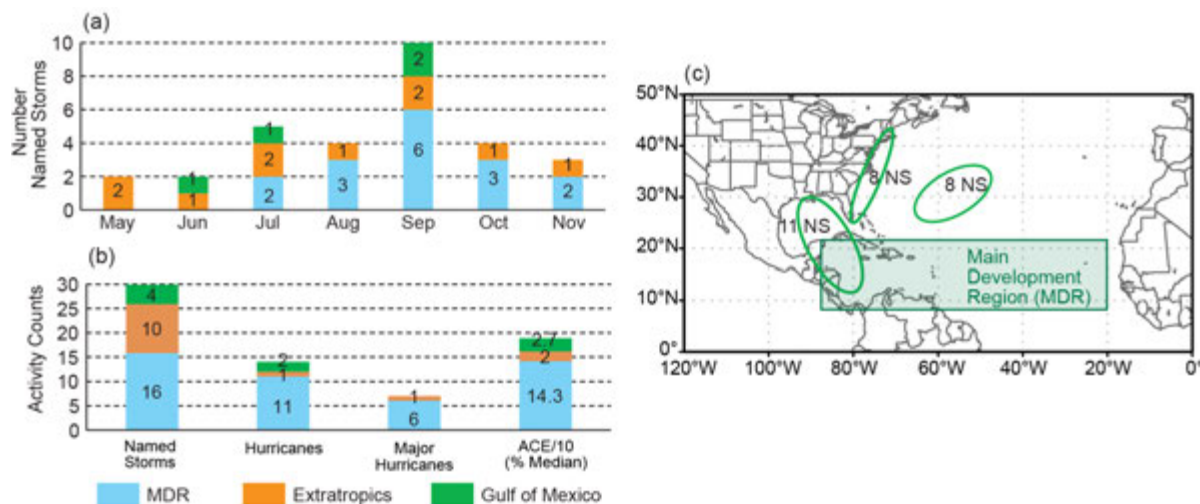 (a)
Number
Named Storms
10
8
6
4
2
0
2
1
1
1
2
2
1
3
2
2
6
1
3
1
2
May Jun Jul Aug Sep Oct Nov
(b)
Activity Counts
30
25
20
15
10
5
0
4
10
16
2
1
11
1
6
2.7
2
14.3
Named
Storms
Hurricanes
Major
Hurricanes
ACE/10
(% Median)
MDR Extratropics Gulf of Mexico
(c)
50°N
40°N
30°N
20°N
10°N
0°
8 NS
8 NS
11 NS
Main
Development
Region (MDR)
120°W 100°W 80°W 60°W 40°W 20°W 0°